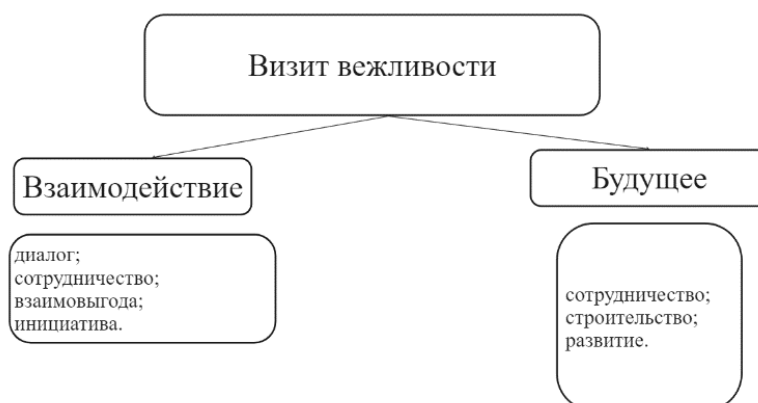 Визит вежливости
Взаимодействие
Будущее
диалог;
сотрудничество;
взаимовыгода;
инициатива.
сотрудничество;
строительство;
развитие.